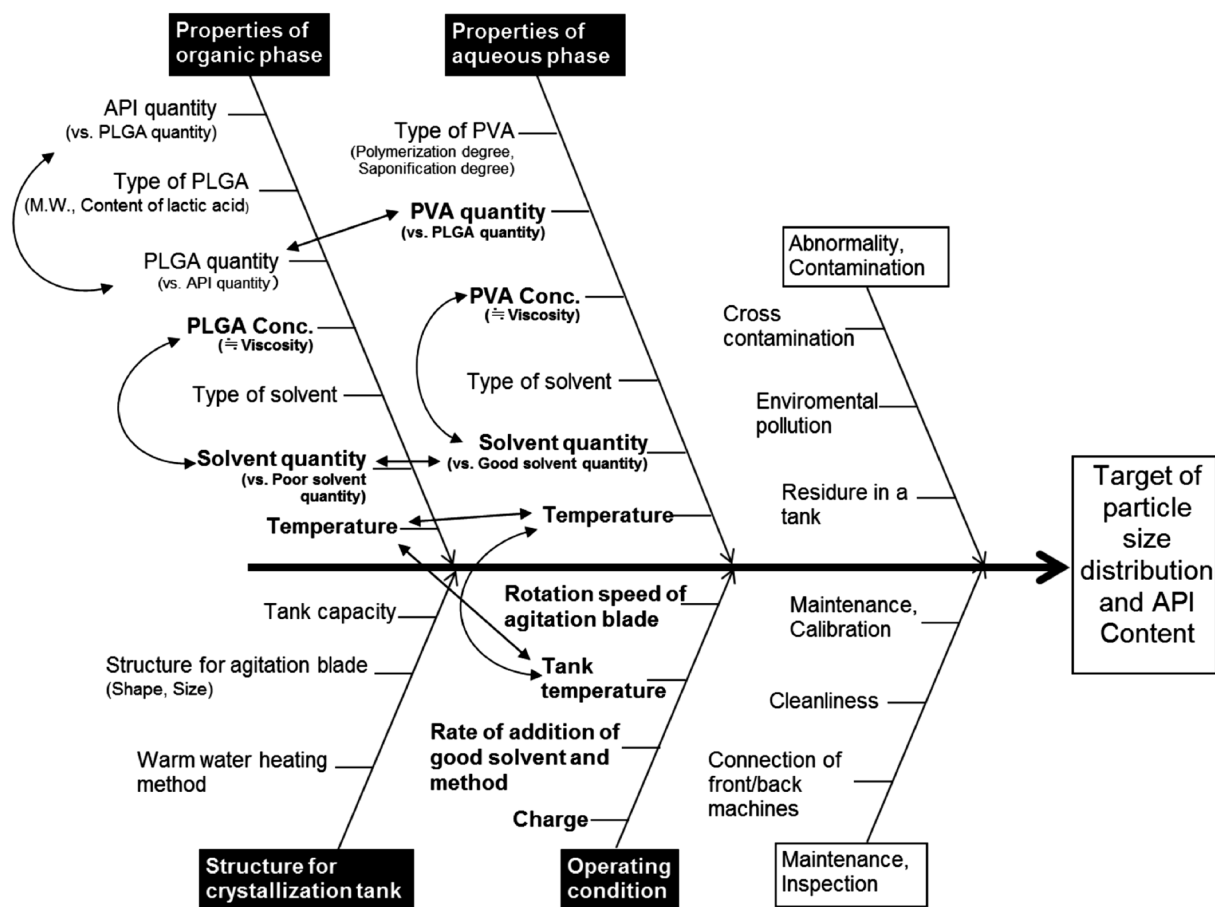 Properties of
organic phase
API quantity
(vs. PLGA quantity)
Type of PLGA
(M.W., Content of lactic acid)
PLGA quantity
(vs. API quantity)
PLGA Conc.
(≒ Viscosity)
Type of solvent
Solvent quantity
(vs. Poor solvent
quantity)
Temperature
Properties of
aqueous phase
Type of PVA
(Polymerization degree,
Saponification degree)
PVA quantity
(vs. PLGA quantity)
PVA Conc.
(≒ Viscosity)
Type of solvent
Solvent quantity
(vs. Good solvent quantity)
Temperature
Abnormality,
Contamination
Cross
contamination
Enviromental
pollution
Residure in a
tank
Target of
particle
size
distribution
and API
Content
Tank capacity
Structure for agitation blade
(Shape, Size)
Warm water heating
method
Structure for
crystallization tank
Rotation speed of
agitation blade
Tank
temperature
Rate of addition of
good solvent and
method
Charge
Operating
condition
Maintenance,
Calibration
Cleanliness
Connection of
front/back
machines
Maintenance,
Inspection